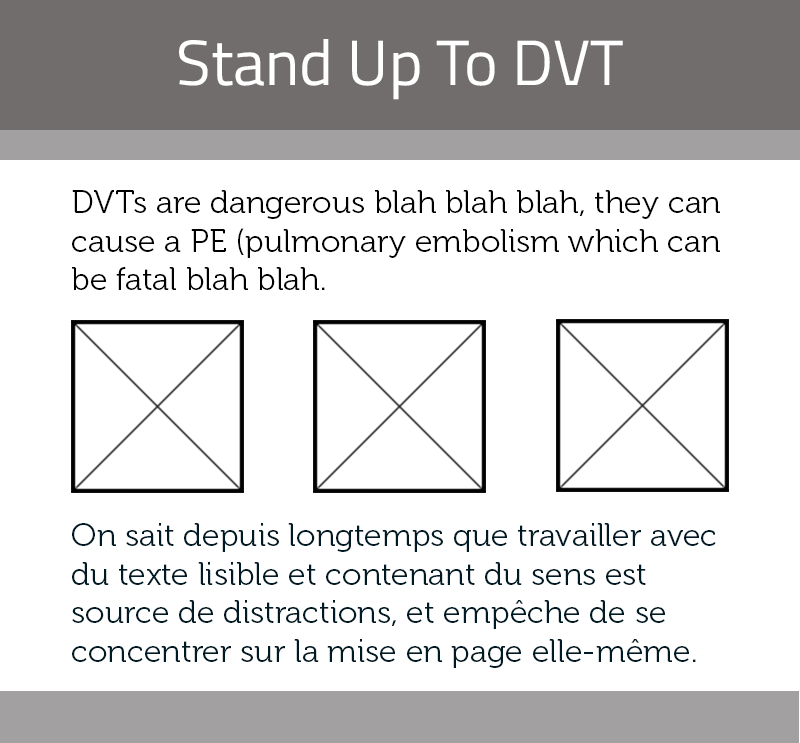 Stand Up To DVT
DVTs are dangerous blah blah blah, they can
cause a PE (pulmonary embolism which can
be fatal blah blah.
On sait depuis longtemps que travailler avec
du texte lisible et contenant du sens est
source de distractions, et empêche de se
concentrer sur la mise en page elle-même.